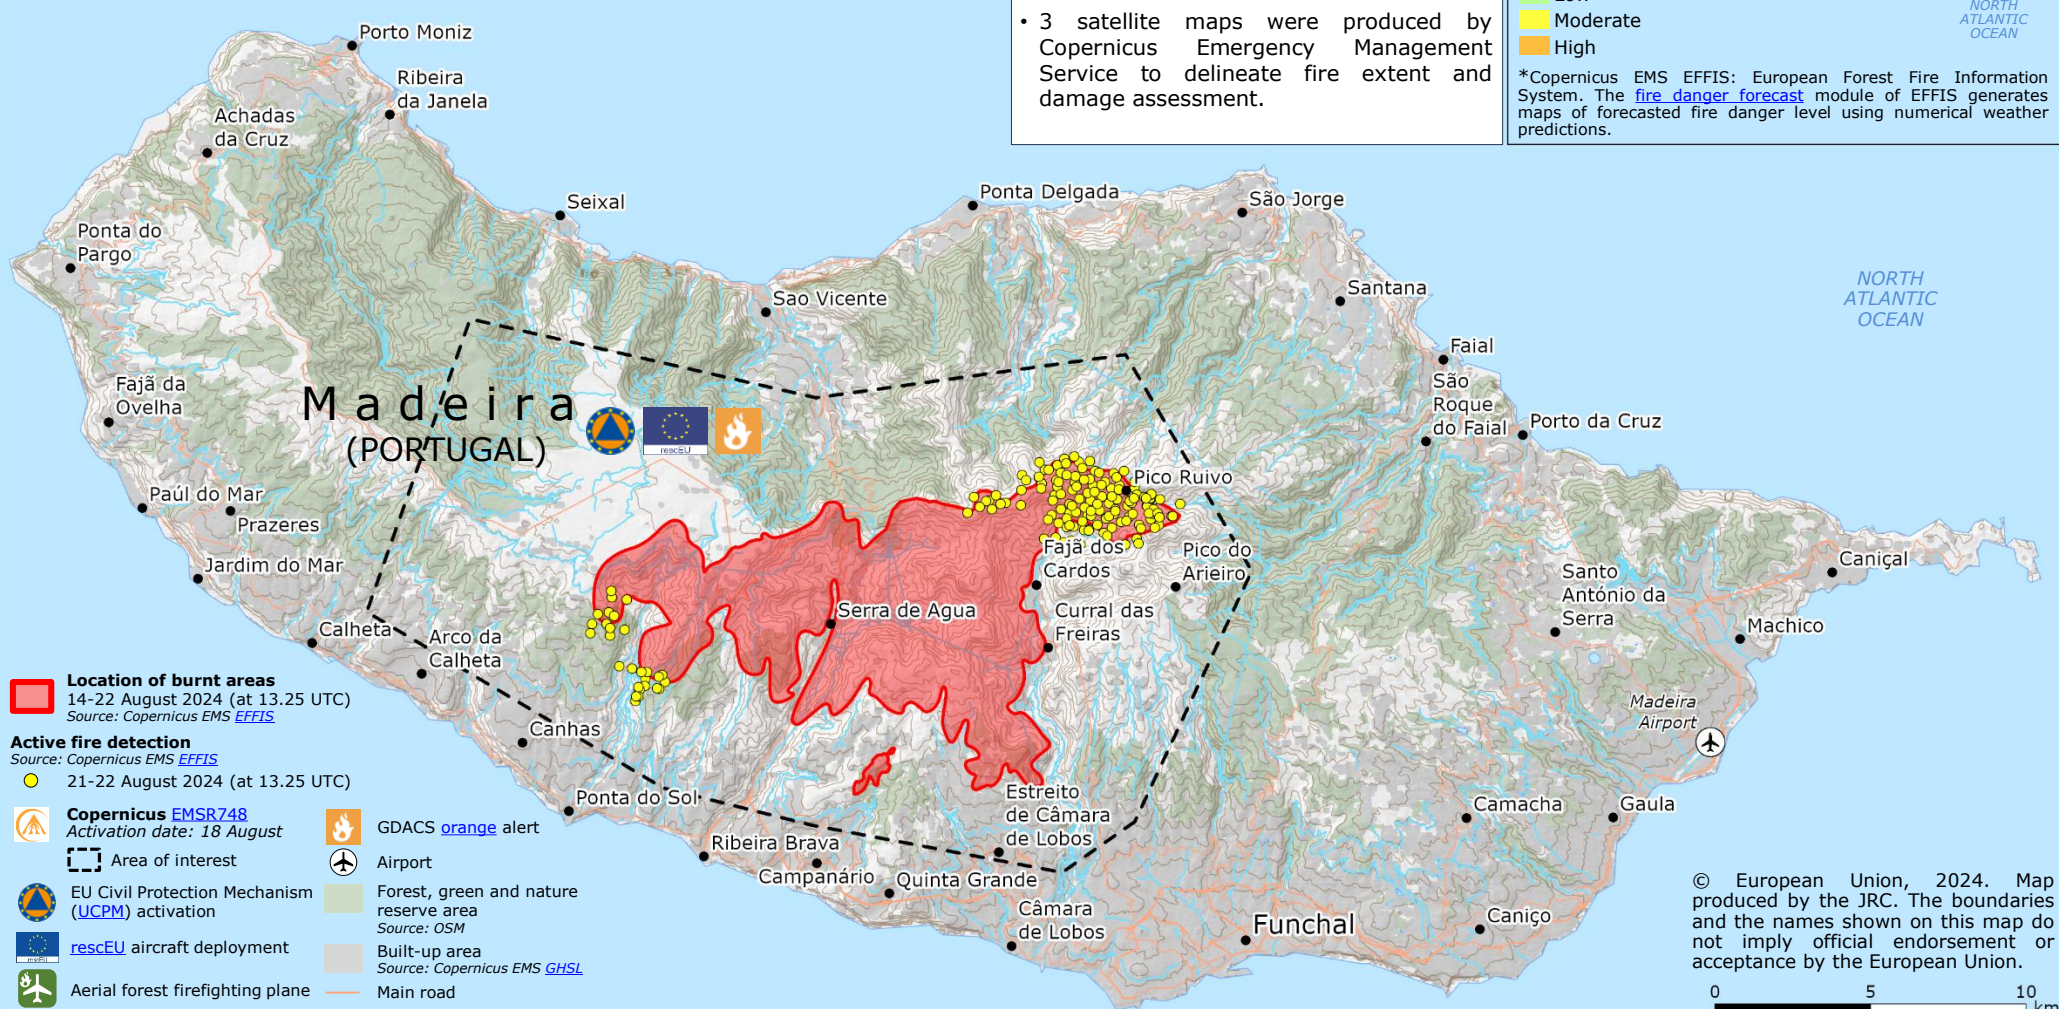 • 3 satellite maps were produced by
Copernicus Emergency Management
Service to delineate fire extent and
damage assessment.
Moderate
High
*Copernicus EMS EFFIS: European Forest Fire Information
System. The fire danger forecast module of EFFIS generates
maps of forecasted fire danger level using numerical weather
predictions.
NORTH
ATLANTIC
OCEAN
Porto Moniz
Ribeira
da Janela
Achadas
da Cruz
Seixal
Ponta Delgada
São Jorge
Ponta do
Pargo
Sao Vicente
Santana
NORTH
ATLANTIC
OCEAN
Faial
Fajã da
Ovelha
Madeira
(PORTUGAL)
rescEU
São
Roque
do Faial
Porto da Cruz
Paúl do Mar
Prazeres
Pico Ruivo
Jardim do Mar
Fajã dos
Cardos
Pico do
Arieiro
Caniçal
Santo
António da
Serra
Serra de Agua
Curral das
Freiras
Machico
Calheta
Arco da
Calheta
Madeira
Airport
Canhas
Ponta do Sol
Estreito
de Câmara
de Lobos
Camacha
Gaula
Ribeira Brava
Campanário
Quinta Grande
Câmara
de Lobos
Funchal
Caniço
Location of burnt areas
14-22 August 2024 (at 13.25 UTC)
Source: Copernicus EMS EFFIS
Active fire detection
Source: Copernicus EMS EFFIS
21-22 August 2024 (at 13.25 UTC)
Copernicus EMSR748
Activation date: 18 August
Area of interest
EU Civil Protection Mechanism
(UCPM) activation
rescEU
rescEU aircraft deployment
Aerial forest firefighting plane
GDACS orange alert
Airport
Forest, green and nature
reserve area
Source: OSM
Built-up area
Source: Copernicus EMS GHSL
Main road
© European Union, 2024. Map
produced by the JRC. The boundaries
and the names shown on this map do
not imply official endorsement or
acceptance by the European Union.
0 5 10
km